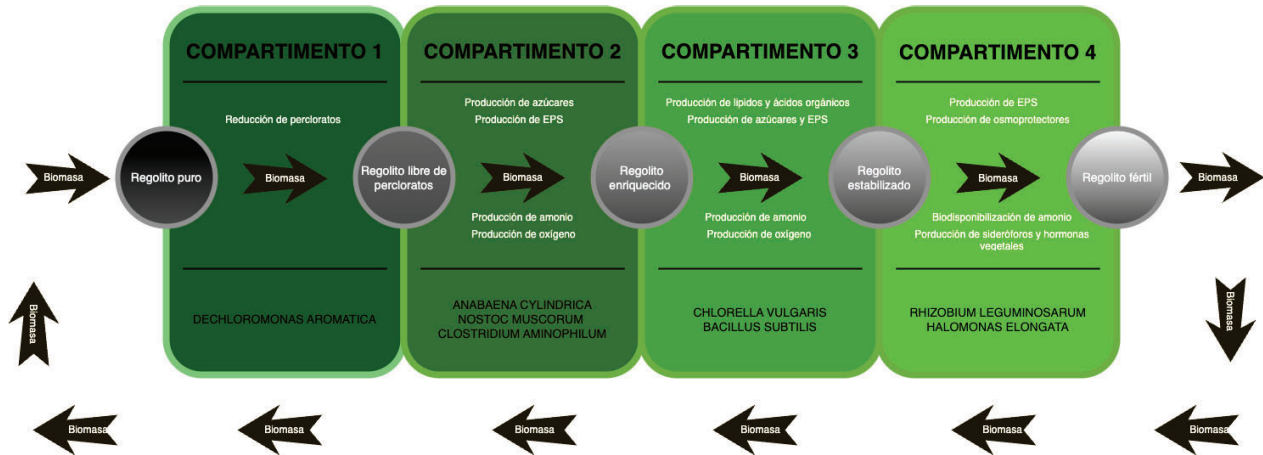 COMPARTIMENTO 1
Reducción de percloratos
DECHLOROMONAS AROMATICA
COMPARTIMENTO 2
Producción de azúcares
Producción de EPS
Producción de amonio
Producción de oxígeno
ANABAENA CYLINDRICA
NOSTOC MUSCORUM
CLOSTRIDIUM AMINOPHILUM
COMPARTIMENTO 3
Producción de lípidos y ácidos orgánicos
Producción de azúcares y EPS
Producción de amonio
Producción de oxígeno
CHLORELLA VULGARIS
BACILLUS SUBTILIS
COMPARTIMENTO 4
Producción de EPS
Producción de osmoprotectores
Biodisponibilización de amonio
Porducción de sideróforos y hormonas
vegetales
RHIZOBIUM LEGUMINOSARUM
HALOMONAS ELONGATA
Biomasa
Regolito puro
Biomasa
Regolito libre de
percloratos
Biomasa
Regolito
enriquecido
Biomasa
Regolito
estabilizado
Biomasa
Regolito fértil
Biomasa
Biomasa
Biomasa
Biomasa
Biomasa
Biomasa
Biomasa
Biomasa
Biomasa